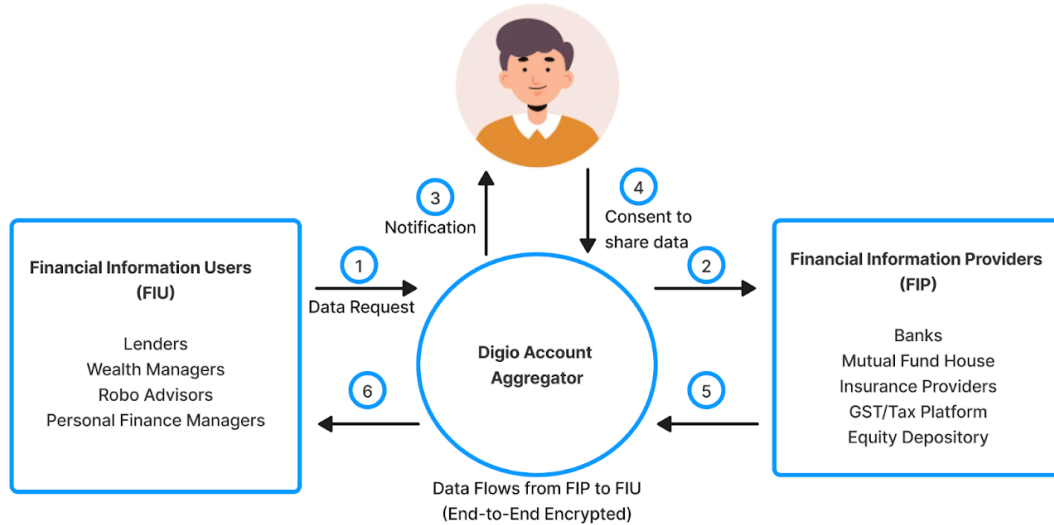 3
Notification
4
Consent to
share data
Financial Information Users
(FIU)
Lenders
Wealth Managers
Robo Advisors
Personal Finance Managers
1
Data Request
6
Digio Account
Aggregator
2
5
Financial Information Providers
(FIP)
Banks
Mutual Fund House
Insurance Providers
GST/Tax Platform
Equity Depository
Data Flows from FIP to FIU
(End-to-End Encrypted)